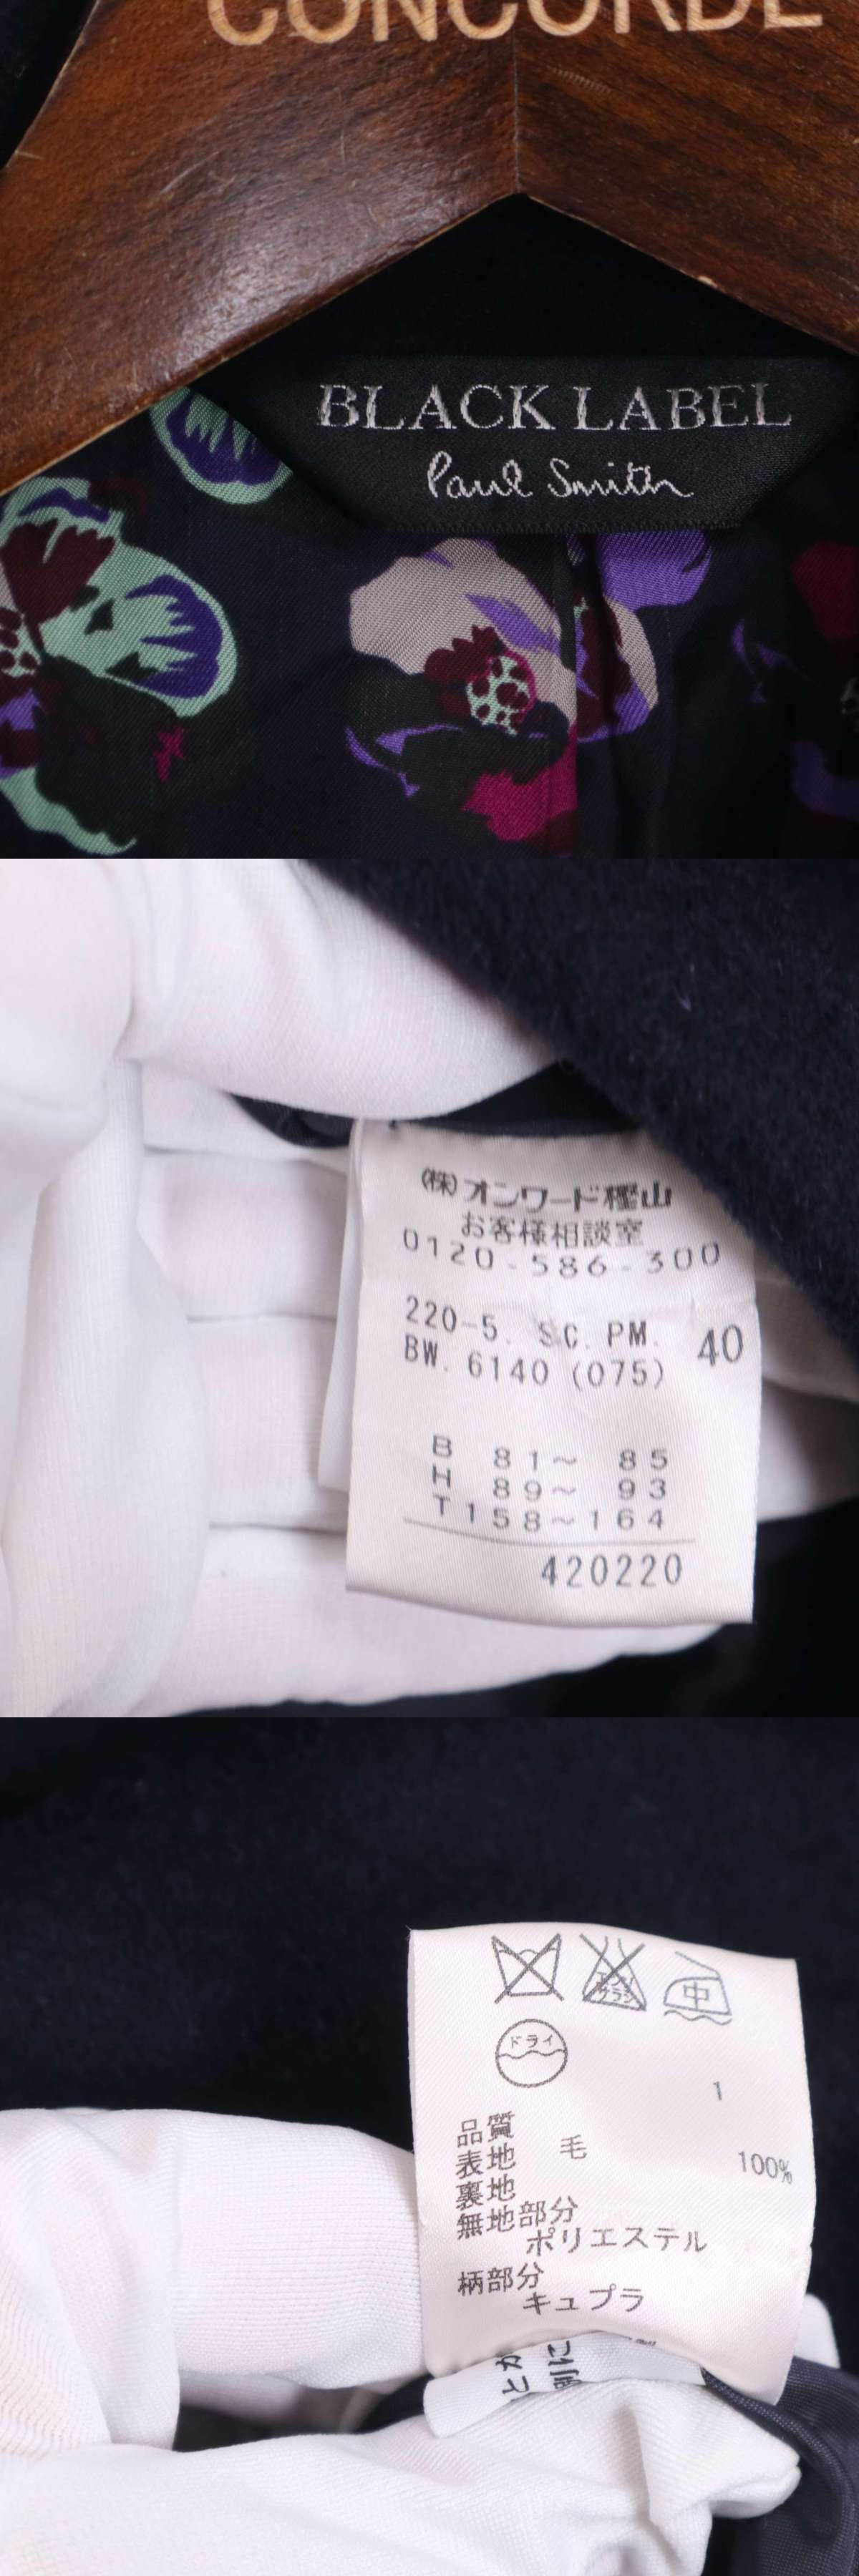 CONCORDE
BLACK LABEL
Paul Smith
(株)オンワード樫山
お客様相談室
0120-586-300
220-5. SC. PM.
BW. 6140 (075)
40
B 81~ 85
H 89~ 93
T158~164
420220
中
ドライ
1
品質
表地 毛 100%
裏地
無地部分
ポリエステル
柄部分
キュプラ